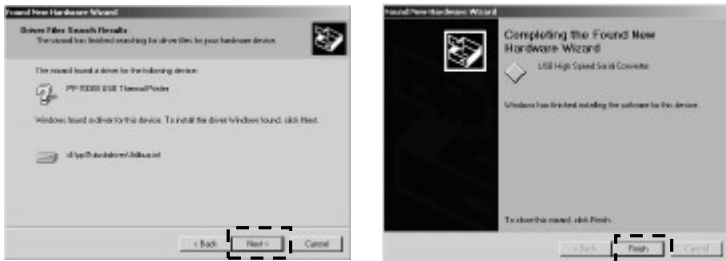 Found New Hardware Wizard
Driver Files Search Results
The wizard has finished searching for driver files for your hardware device.
The wizard found a driver for the following device:
USB Thermal Printer
Windows found a driver for this device. To install the driver Windows found, click Next.
< Back
Next >
Cancel
Found New Hardware Wizard
Completing the Found New
Hardware Wizard
USB High Speed Serial Converter
Windows has finished installing the software for this device.
To close this wizard, click Finish.
< Back
Finish
Cancel